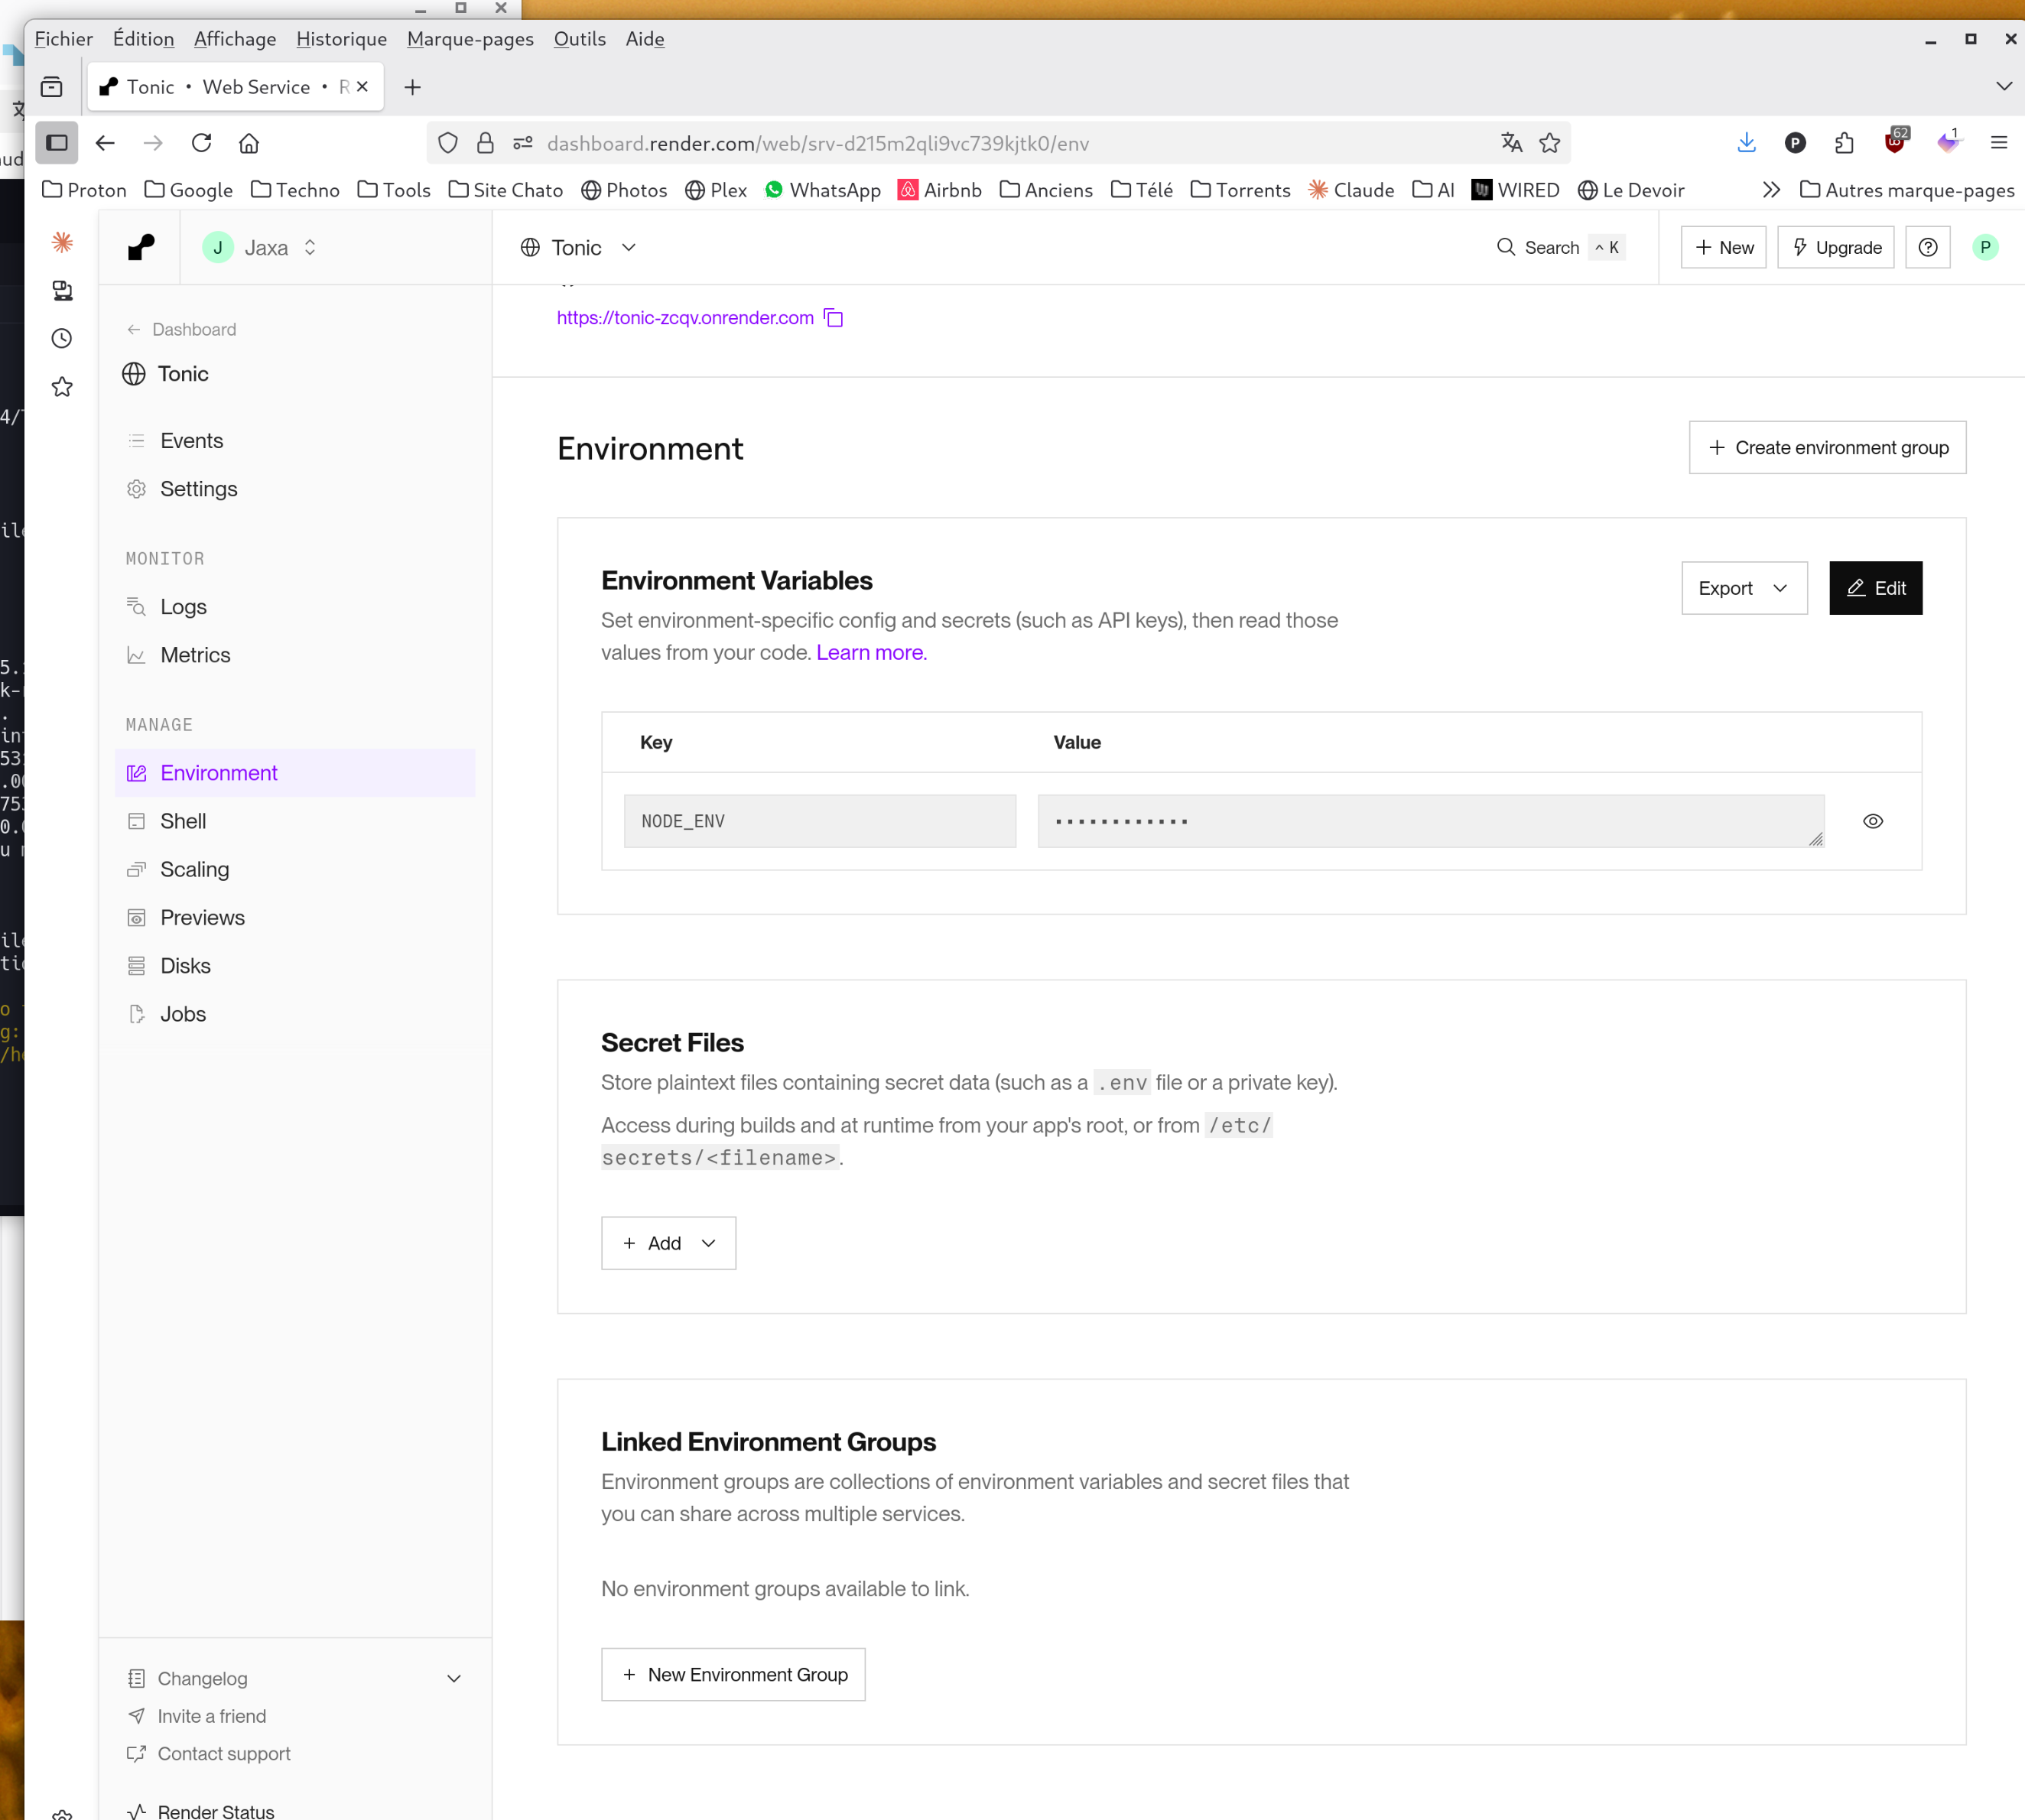 Fichier Édition Affichage Historique Marque-pages Outils Aide
Tonic • Web Service • R
dashboard.render.com/web/srv-d215m2qli9vc739kjtk0/env
62
1
Proton Google Techno Tools Site Chato Photos Plex WhatsApp Airbnb Anciens Télé Torrents Claude AI WIRED Le Devoir Autres marque-pages
J Jaxa
Tonic
Search ^ K
+ New
Upgrade
P
← Dashboard
Tonic
Events
Settings
MONITOR
Logs
Metrics
MANAGE
Environment
Shell
Scaling
Previews
Disks
Jobs
Changelog
Invite a friend
Contact support
Render Status
https://tonic-zcqv.onrender.com
Environment
+ Create environment group
Environment Variables
Export
Edit
Set environment-specific config and secrets (such as API keys), then read those
values from your code. Learn more.
Key Value
NODE_ENV ••••••••••••
Secret Files
Store plaintext files containing secret data (such as a .env file or a private key).
Access during builds and at runtime from your app's root, or from /etc/
secrets/<filename>.
+ Add
Linked Environment Groups
Environment groups are collections of environment variables and secret files that
you can share across multiple services.
No environment groups available to link.
+ New Environment Group